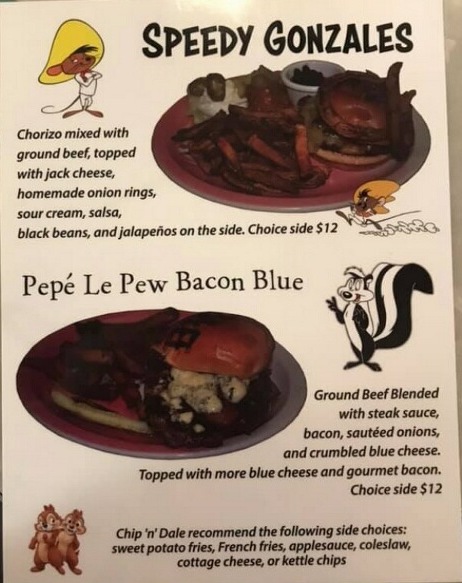 SPEEDY GONZALES
Chorizo mixed with
ground beef, topped
with jack cheese,
homemade onion rings,
sour cream, salsa,
black beans, and jalapeños on the side. Choice side $12
Pepé Le Pew Bacon Blue
Ground Beef Blended
with steak sauce,
bacon, sautéed onions,
and crumbled blue cheese.
Topped with more blue cheese and gourmet bacon.
Choice side $12
Chip 'n' Dale recommend the following side choices:
sweet potato fries, French fries, applesauce, coleslaw,
cottage cheese, or kettle chips